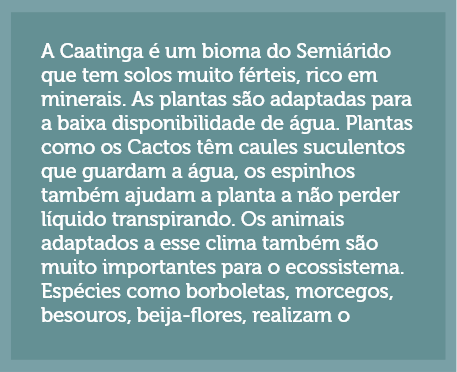 A Caatinga é um bioma do Semiárido
que tem solos muito férteis, rico em
minerais. As plantas são adaptadas para
a baixa disponibilidade de água. Plantas
como os Cactos têm caules suculentos
que guardam a água, os espinhos
também ajudam a planta a não perder
líquido transpirando. Os animais
adaptados a esse clima também são
muito importantes para o ecossistema.
Espécies como borboletas, morcegos,
besouros, beija-flores, realizam o